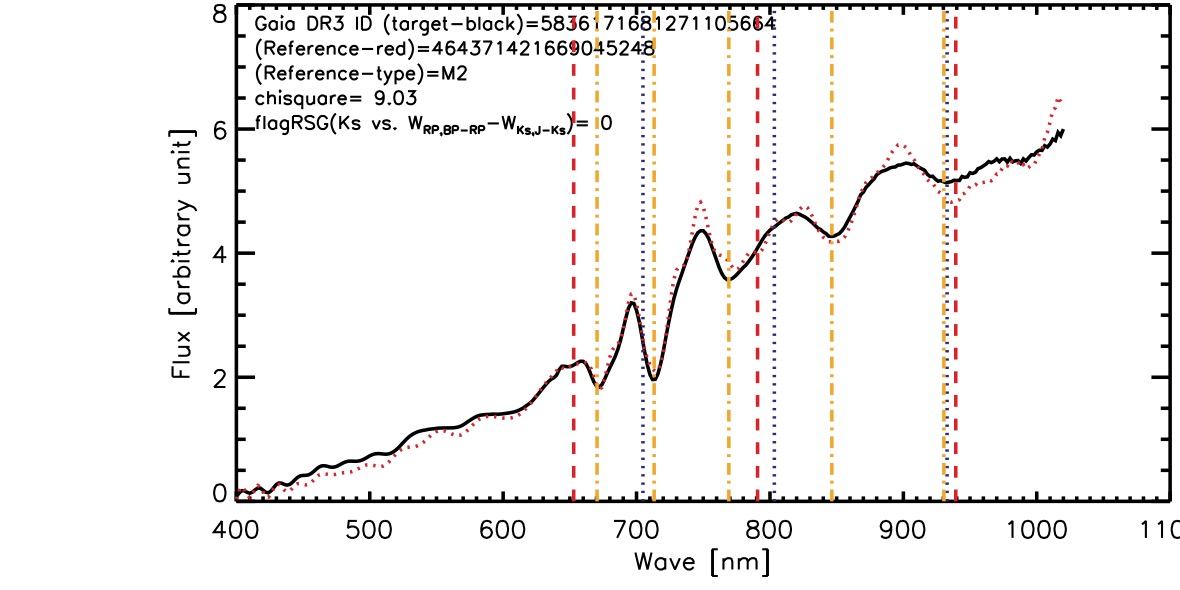 8
Gaia DR3 ID (target-black)=5836171681271105664
(Reference-red)=464371421669045248
(Reference-type)=M2
chisquare= 9.03
flagRSG(Ks vs. W_RP,BP-RP-W_Ks,J-Ks)= 0
6
4
2
0
Flux [arbitrary unit]
400 500 600 700 800 900 1000 110
Wave [nm]